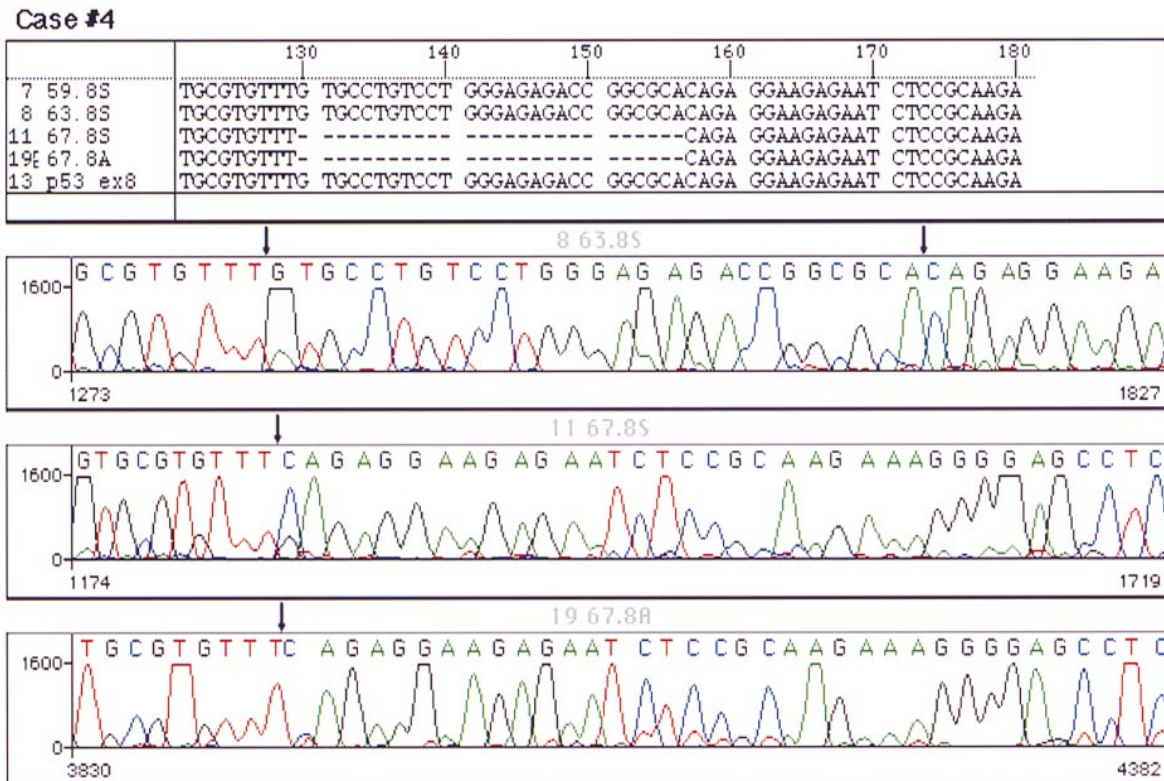 Case #4
130 140 150 160 170 180
7 59.8S TGCGTGTTTG TGCCTGTCCT GGGAGAGACC GGCGCACAGA GGAAGAGAAT CTCCGCAAGA
8 63.8S TGCGTGTTTG TGCCTGTCCT GGGAGAGACC GGCGCACAGA GGAAGAGAAT CTCCGCAAGA
11 67.8S TGCGTGTTT- ---------- ---------- ------CAGA GGAAGAGAAT CTCCGCAAGA
67.8A TGCGTGTTT- ---------- ---------- ------CAGA GGAAGAGAAT CTCCGCAAGA
13 p53 ex8 TGCGTGTTTG TGCCTGTCCT GGGAGAGACC GGCGCACAGA GGAAGAGAAT CTCCGCAAGA
8 63.8S
G C G T G T T T G T G C C T G T C C T G G G A G A G A C C G G C G C A C A G A G G A A G A
1600
0
1273 1827
11 67.8S
G T G C G T G T T T C A G A G G A A G A G A A T C T C C G C A A G A A A G G G G A G C C T C
1600
0
1174 1719
19 67.8A
T G C G T G T T T C A G A G G A A G A G A A T C T C C G C A A G A A A G G G G A G C C T C
1600
0
3830 4382